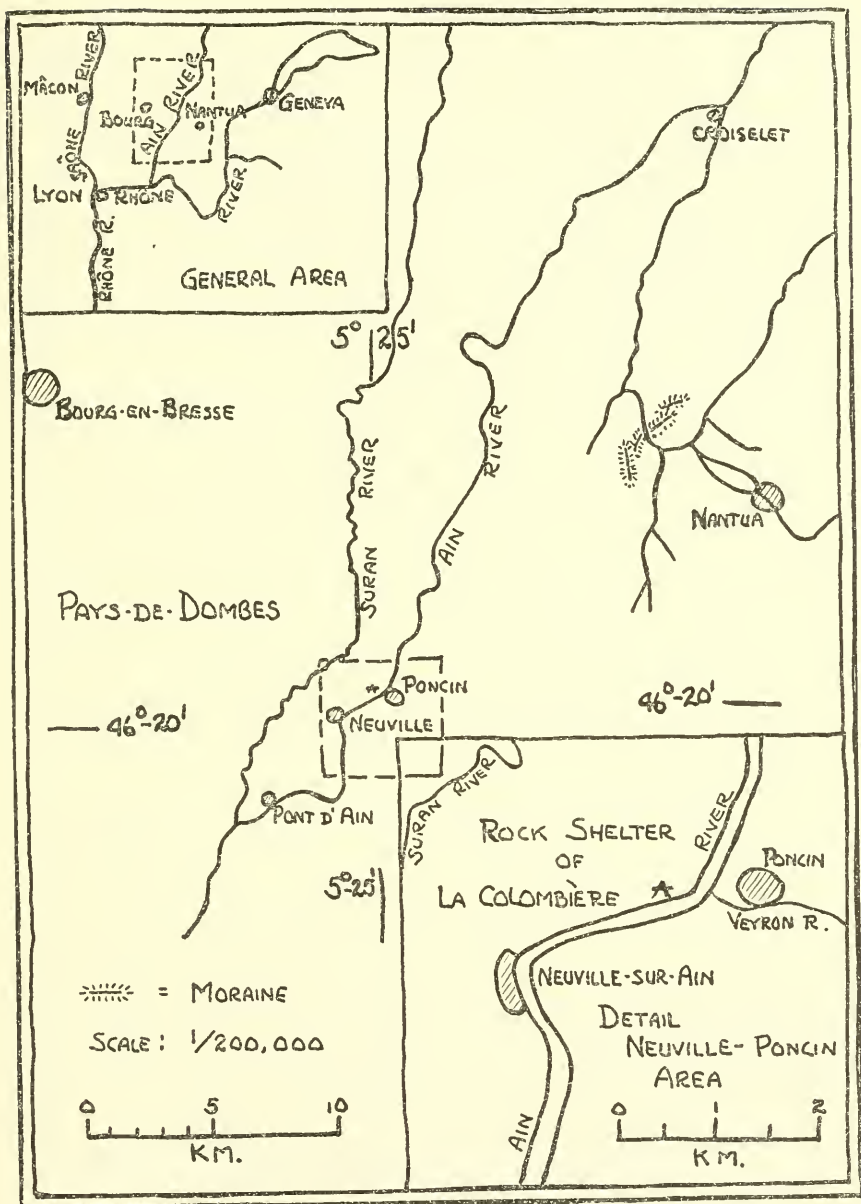 MÂCON
SAÔNE
RIVER
BOURG
AIN RIVER
NANTUA
GENEVA
LYON
RHÔNE
RIVER
RHÔNE R.
GENERAL AREA
CROISELET
5° 25'
BOURG-EN-BRESSE
SURAN RIVER
AIN RIVER
NANTUA
PAYS-DE-DOMBES
PONCIN
NEUVILLE
46°-20'
46°-20'
PONT D'AIN
5°-25'
SURAN RIVER
ROCK SHELTER
OF
LA COLOMBIÈRE
RIVER
PONCIN
VEYRON R.
NEUVILLE-SUR-AIN
DETAIL
NEUVILLE-PONCIN
AREA
AIN
0 1 2
KM.
= MORAINE
SCALE: 1/200,000
0 5 10
KM.